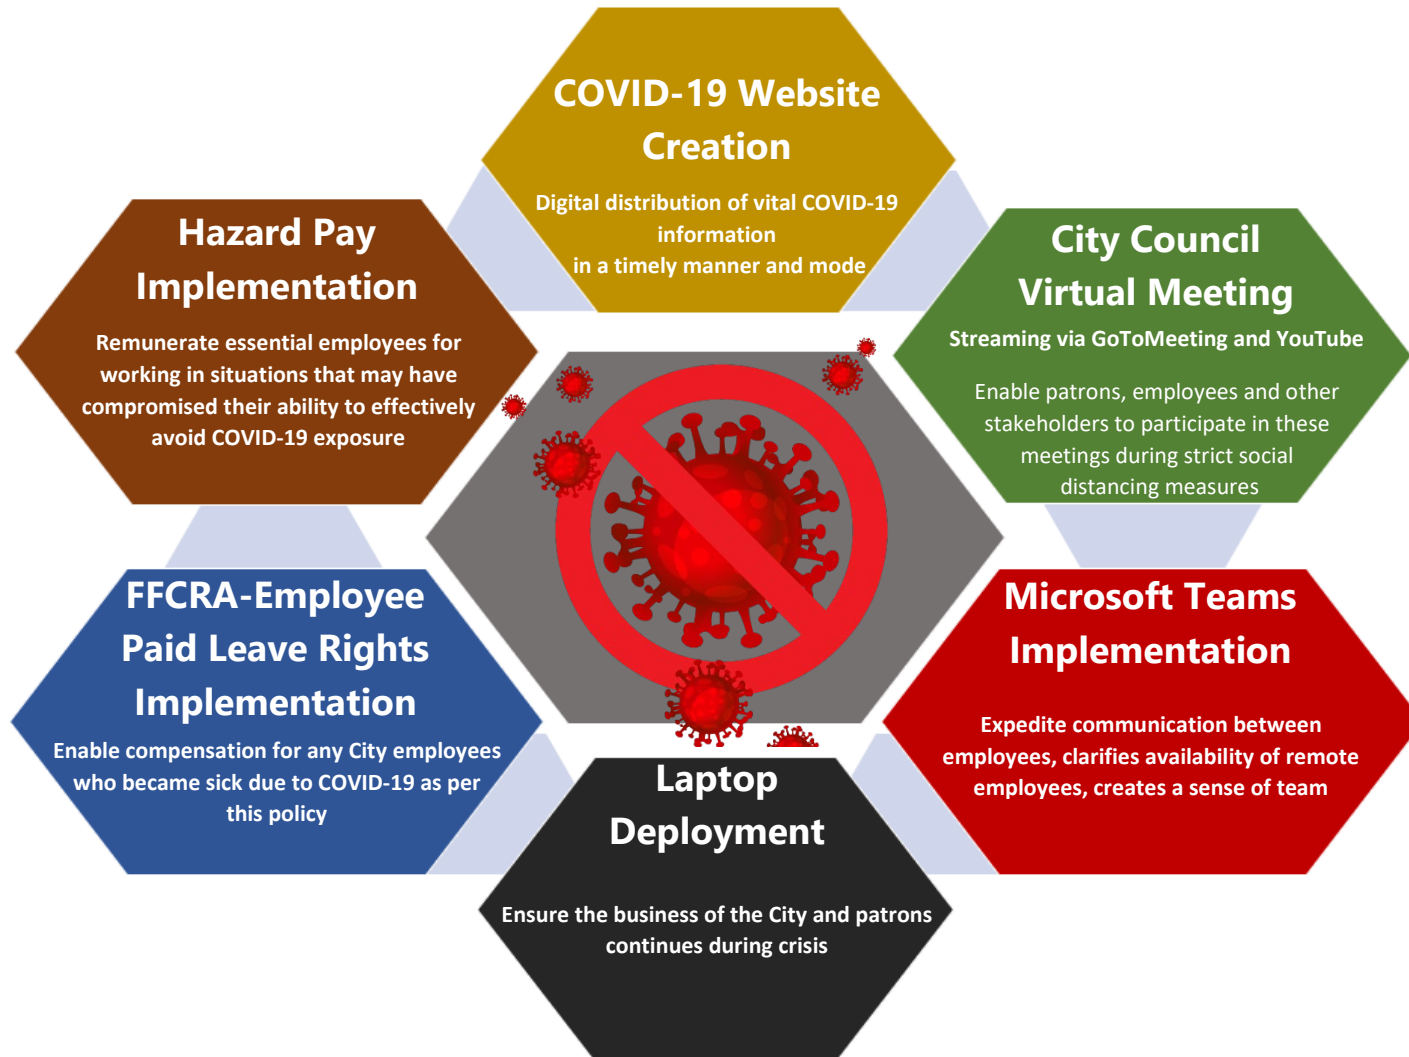 COVID-19 Website
Creation
Digital distribution of vital COVID-19
information
in a timely manner and mode
City Council
Virtual Meeting
Streaming via GoToMeeting and YouTube
Enable patrons, employees and other
stakeholders to participate in these
meetings during strict social
distancing measures
Microsoft Teams
Implementation
Expedite communication between
employees, clarifies availability of remote
employees, creates a sense of team
Laptop
Deployment
Ensure the business of the City and patrons
continues during crisis
FFCRA-Employee
Paid Leave Rights
Implementation
Enable compensation for any City employees
who became sick due to COVID-19 as per
this policy
Hazard Pay
Implementation
Remunerate essential employees for
working in situations that may have
compromised their ability to effectively
avoid COVID-19 exposure